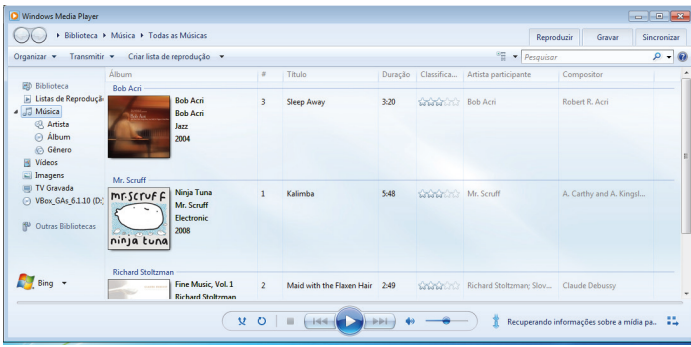 Windows Media Player
Biblioteca ▸ Música ▸ Todas as Músicas
Reproduzir Gravar Sincronizar
Organizar Transmitir Criar lista de reprodução
Pesquisar
Álbum # Título Duração Classifica... Artista participante Compositor
Biblioteca
Listas de Reproduçã
Música
Artista
Álbum
Gênero
Vídeos
Imagens
TV Gravada
VBox_GAs_6.1.10 (D:)
Outras Bibliotecas
Bing
Bob Acri
Bob Acri 3 Sleep Away 3:20 Bob Acri Robert R. Acri
Bob Acri
Jazz
2004
Mr. Scruff
mr.scruff
ninja tuna
Ninja Tuna 1 Kalimba 5:48 Mr. Scruff A. Carthy and A. Kingsl...
Mr. Scruff
Electronic
2008
Richard Stoltzman
Fine Music, Vol. 1 2 Maid with the Flaxen Hair 2:49 Richard Stoltzman; Slov... Claude Debussy
Richard Stoltzman
Recuperando informações sobre a mídia pa..